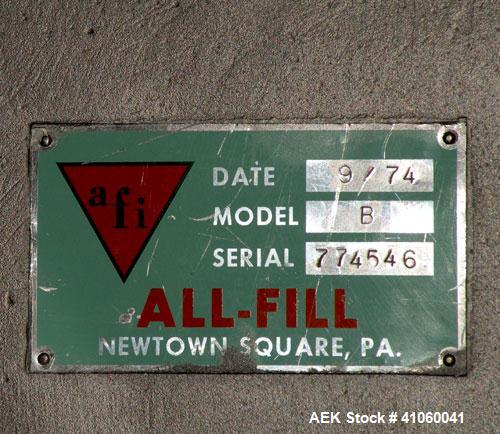 afi
DATE 9/74
MODEL B
SERIAL 774546
ALL-FILL
NEWTOWN SQUARE, PA.
AEK Stock # 41060041